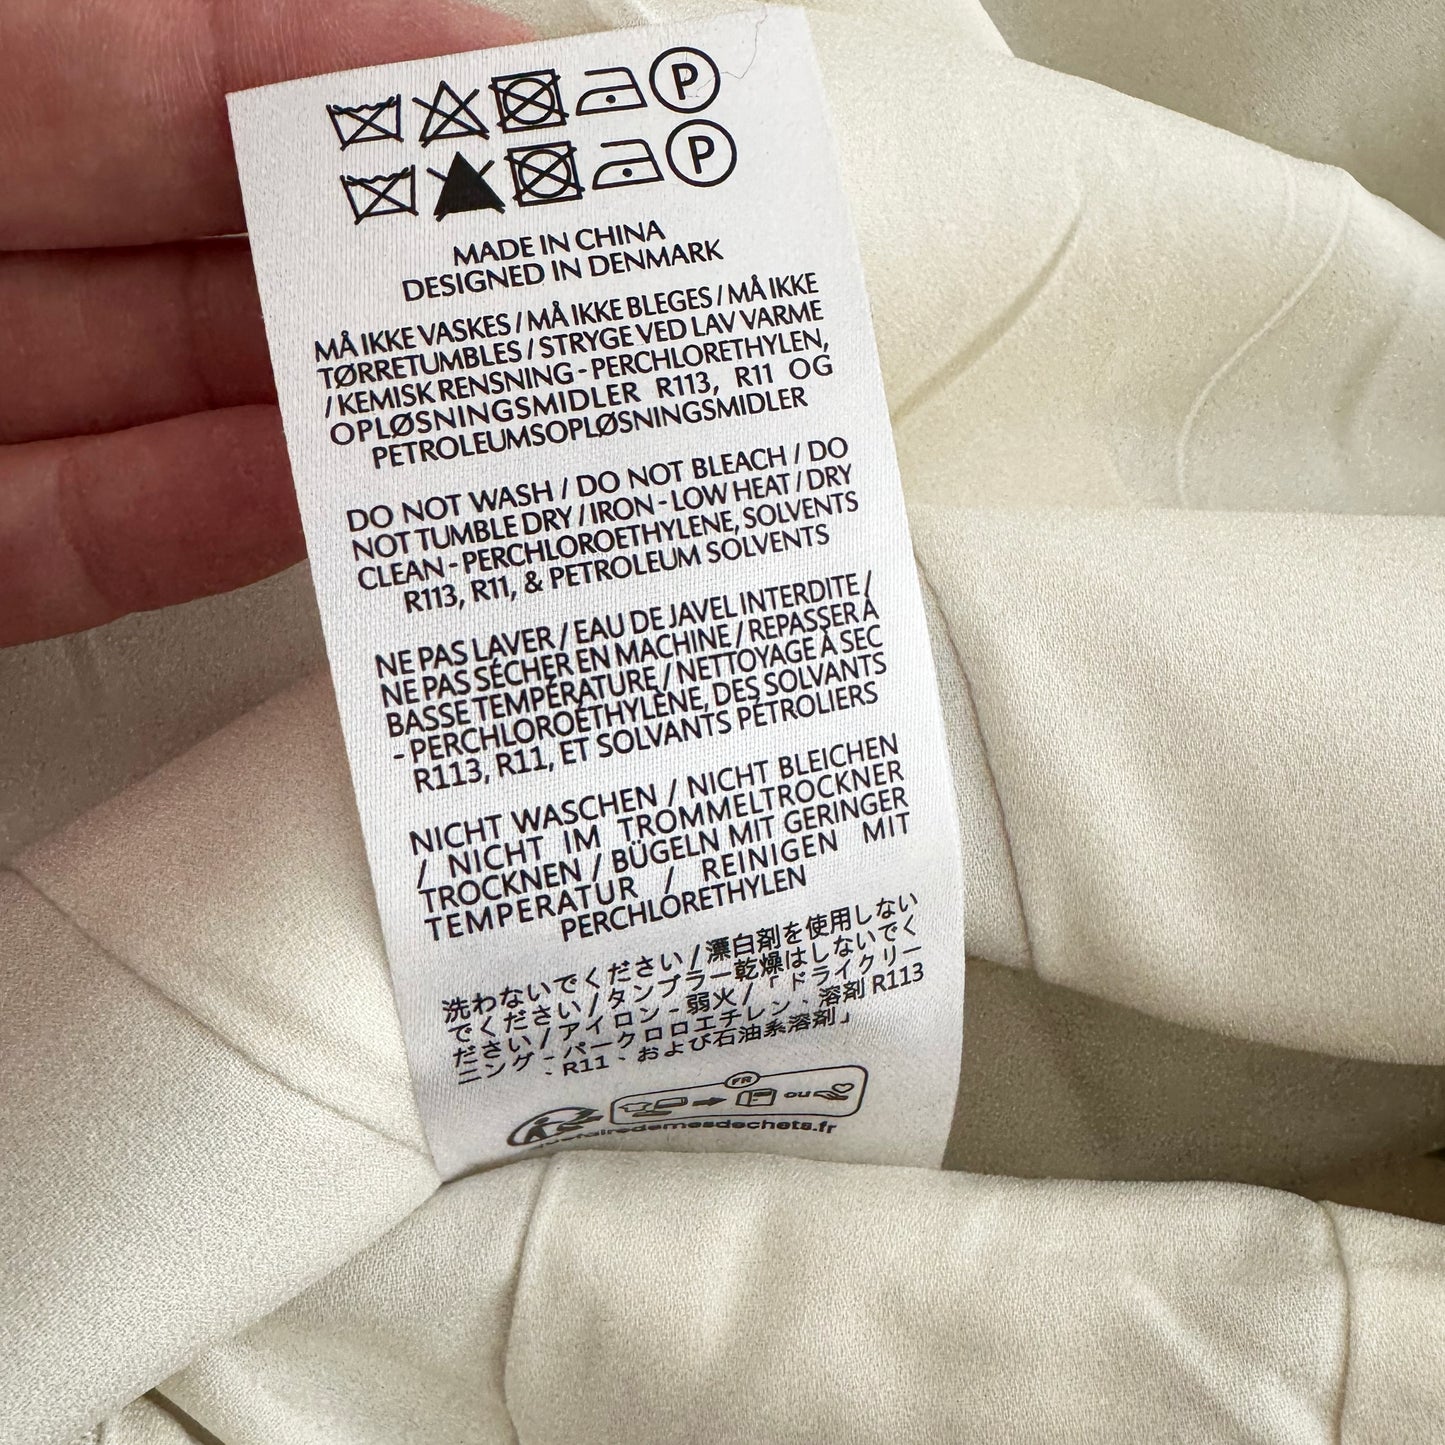 P
P
MADE IN CHINA
DESIGNED IN DENMARK
MÅ IKKE VASKES / MÅ IKKE BLEGES / MÅ IKKE
TØRRETUMBLES / STRYGE VED LAV VARME
/ KEMISK RENSNING - PERCHLORETHYLEN,
OPLØSNINGSMIDLER R113, R11 OG
PETROLEUMSOPLØSNINGSMIDLER
DO NOT WASH / DO NOT BLEACH / DO
NOT TUMBLE DRY / IRON - LOW HEAT / DRY
CLEAN - PERCHLOROETHYLENE, SOLVENTS
R113, R11, & PETROLEUM SOLVENTS
NE PAS LAVER / EAU DE JAVEL INTERDITE /
NE PAS SÉCHER EN MACHINE / REPASSER À
BASSE TEMPÉRATURE / NETTOYAGE À SEC
- PERCHLOROÉTHYLÈNE, DES SOLVANTS
R113, R11, ET SOLVANTS PÉTROLIERS
NICHT WASCHEN / NICHT BLEICHEN
/ NICHT IM TROMMELTROCKNER
TROCKNEN / BÜGELN MIT GERINGER
TEMPERATUR / REINIGEN MIT
PERCHLORETHYLEN
洗わないでください / 漂白剤を使用しない
でください / タンブラー乾燥はしないでく
ださい / アイロン - 弱火 / 「ドライクリー
ニング - パークロロエチレン、溶剤 R113
、R11、および石油系溶剤」
FR
ou
quefairedemesdechets.fr